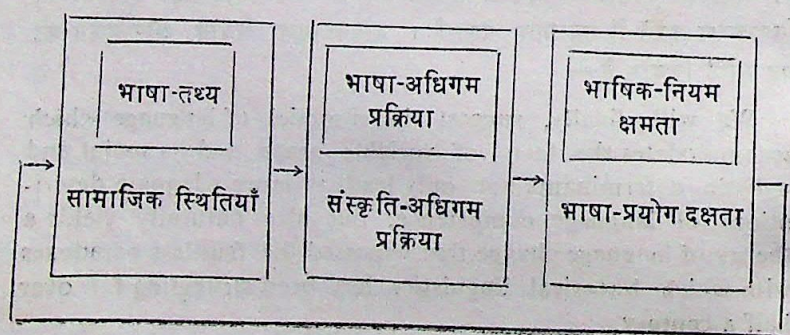 भाषा-तथ्य
सामाजिक स्थितियाँ
भाषा-अधिगम
प्रक्रिया
संस्कृति-अधिगम
प्रक्रिया
भाषिक-नियम
क्षमता
भाषा-प्रयोग दक्षता